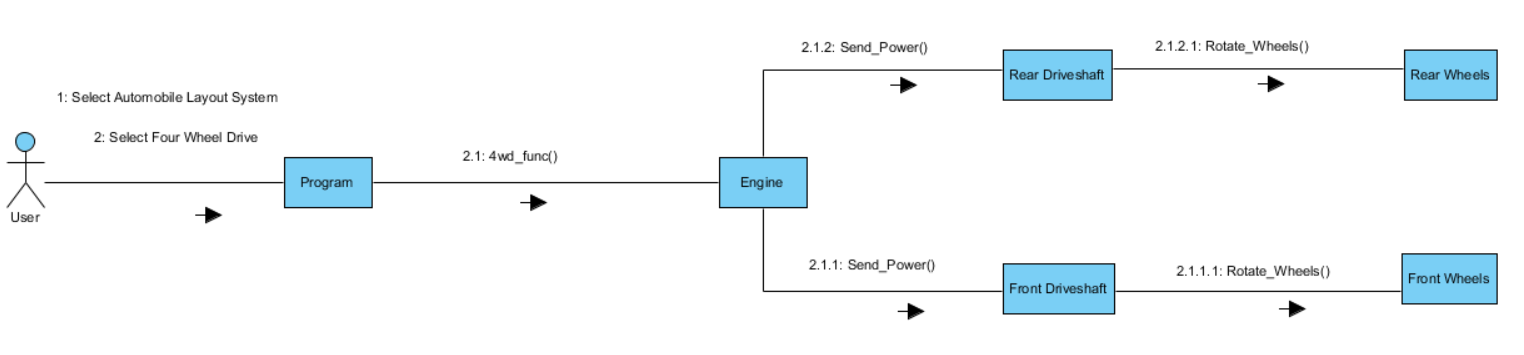 2.1.2: Send_Power()
2.1.2.1: Rotate_Wheels()
Rear Driveshaft
Rear Wheels
1: Select Automobile Layout System
2: Select Four Wheel Drive
2.1: 4wd_func()
Program
Engine
User
2.1.1: Send_Power()
2.1.1.1: Rotate_Wheels()
Front Driveshaft
Front Wheels